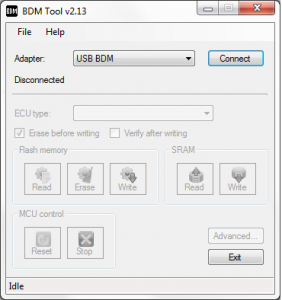 BDM BDM Tool v2.13
File Help
Adapter: USB BDM Connect
Disconnected
ECU type:
Erase before writing Verify after writing
Flash memory SRAM
Read Erase Write Read Write
MCU control
Reset Stop Advanced...
Exit
Idle